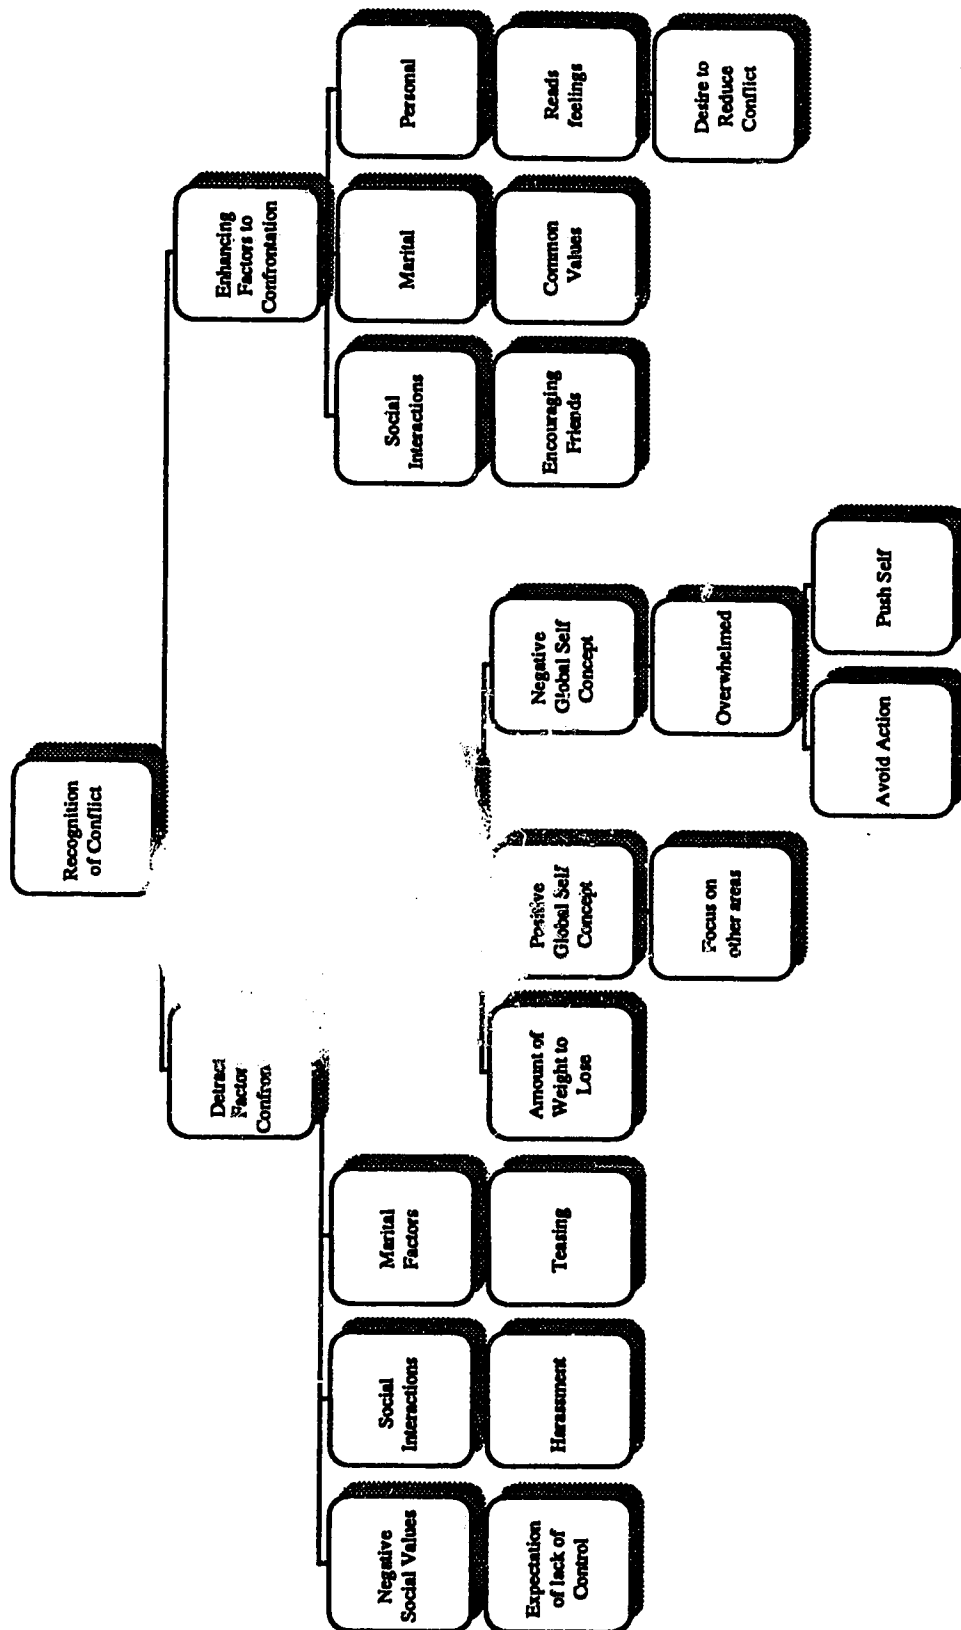 Recognition
of Conflict
Detract
Factor
Confron
Enhancing
Factors to
Confrontation
Negative
Social Values
Social
Interactions
Marital
Factors
Social
Interactions
Marital
Personal
Expectation
of lack of
Control
Harassment
Teasing
Amount of
Weight to
Lose
Positive
Global Self
Concept
Negative
Global Self
Concept
Encouraging
Friends
Common
Values
Reads
feelings
Focus on
other areas
Overwhelmed
Desire to
Reduce
Conflict
Avoid Action
Push Self